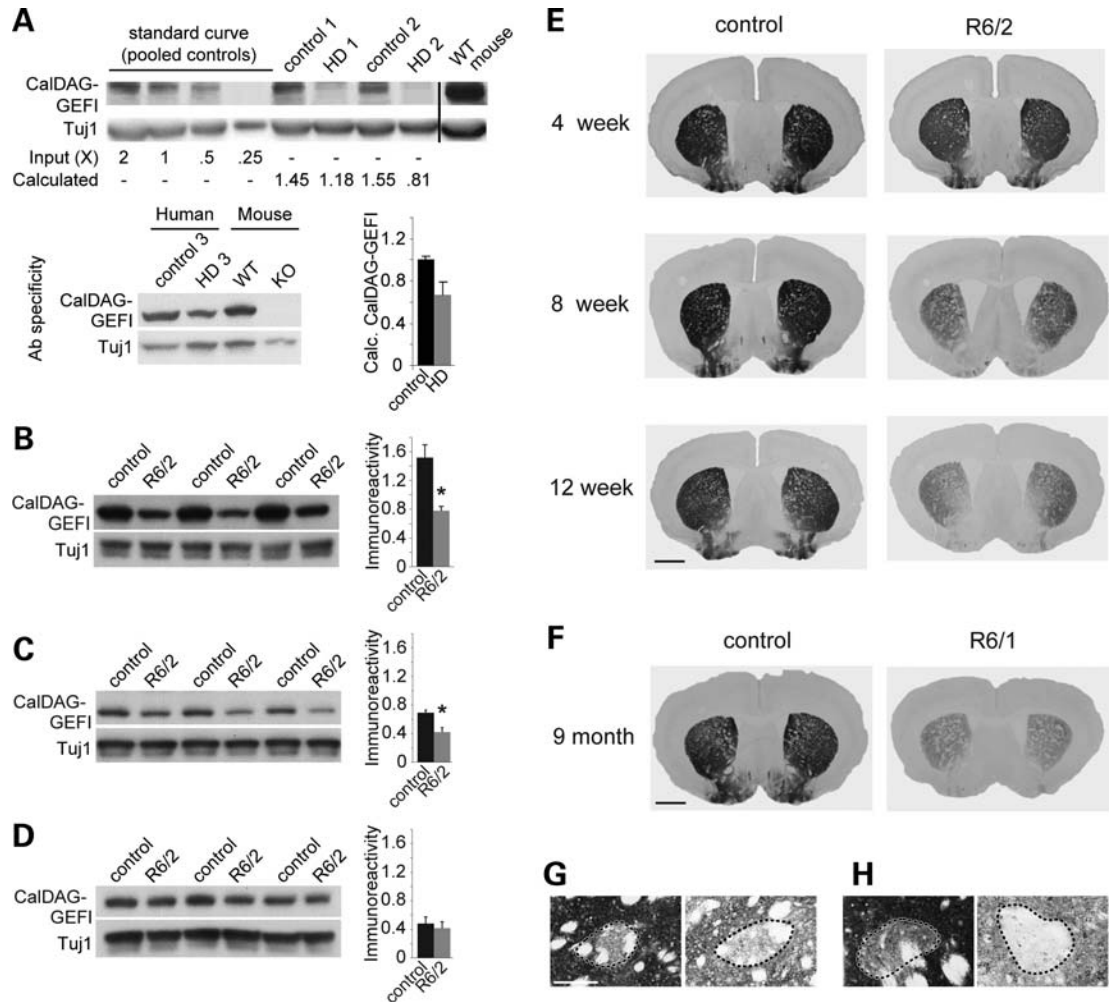 A
standard curve
(pooled controls)
control 1
HD 1
control 2
HD 2
WT
mouse
CalDAG-
GEFI
Tuj1
Input (X) 2 1 .5 .25 - - - -
Calculated - - - - 1.45 1.18 1.55 .81
Ab specificity
Human Mouse
control 3
HD 3
WT
KO
CalDAG-
GEFI
Tuj1
Calc. CalDAG-GEFI
1.2
0.8
0.4
0
control
HD
B
control
R6/2
control
R6/2
control
R6/2
CalDAG-
GEFI
Tuj1
Immunoreactivity
1.6
1.2
0.8
0.4
0
*
control
R6/2
C
control
R6/2
control
R6/2
control
R6/2
CalDAG-
GEFI
Tuj1
Immunoreactivity
1.6
1.2
0.8
0.4
0
*
control
R6/2
D
control
R6/2
control
R6/2
control
R6/2
CalDAG-
GEFI
Tuj1
Immunoreactivity
1.6
1.2
0.8
0.4
0
control
R6/2
E
control R6/2
4 week
8 week
12 week
F
control R6/1
9 month
G
H